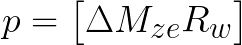 p = [ΔM_{ze}R_w]